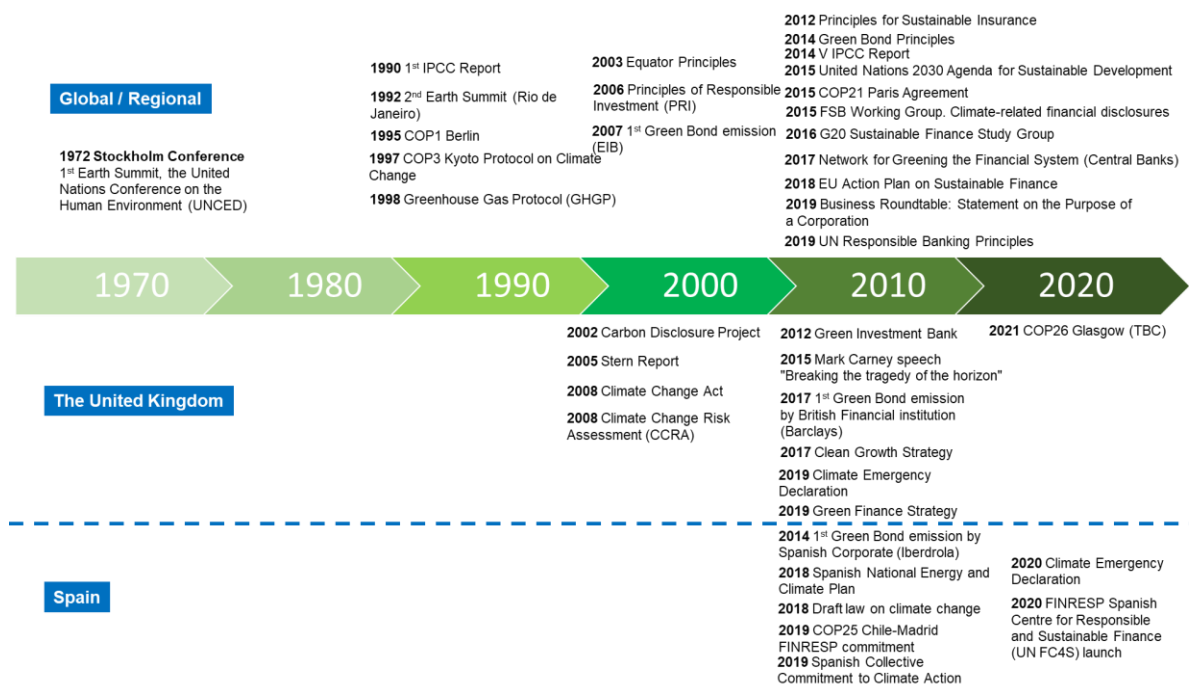 Global / Regional
1972 Stockholm Conference
1st Earth Summit, the United
Nations Conference on the
Human Environment (UNCED)
1990 1st IPCC Report
1992 2nd Earth Summit (Rio de
Janeiro)
1995 COP1 Berlin
1997 COP3 Kyoto Protocol on Climate
Change
1998 Greenhouse Gas Protocol (GHGP)
2003 Equator Principles
2006 Principles of Responsible
Investment (PRI)
2007 1st Green Bond emission
(EIB)
2012 Principles for Sustainable Insurance
2014 Green Bond Principles
2014 V IPCC Report
2015 United Nations 2030 Agenda for Sustainable Development
2015 COP21 Paris Agreement
2015 FSB Working Group. Climate-related financial disclosures
2016 G20 Sustainable Finance Study Group
2017 Network for Greening the Financial System (Central Banks)
2018 EU Action Plan on Sustainable Finance
2019 Business Roundtable: Statement on the Purpose of
a Corporation
2019 UN Responsible Banking Principles
1970
1980
1990
2000
2010
2020
The United Kingdom
2002 Carbon Disclosure Project
2005 Stern Report
2008 Climate Change Act
2008 Climate Change Risk
Assessment (CCRA)
2012 Green Investment Bank
2015 Mark Carney speech
"Breaking the tragedy of the horizon"
2017 1st Green Bond emission
by British Financial institution
(Barclays)
2017 Clean Growth Strategy
2019 Climate Emergency
Declaration
2019 Green Finance Strategy
2021 COP26 Glasgow (TBC)
Spain
2014 1st Green Bond emission by
Spanish Corporate (Iberdrola)
2018 Spanish National Energy and
Climate Plan
2018 Draft law on climate change
2019 COP25 Chile-Madrid
FINRESP commitment
2019 Spanish Collective
Commitment to Climate Action
2020 Climate Emergency
Declaration
2020 FINRESP Spanish
Centre for Responsible
and Sustainable Finance
(UN FC4S) launch